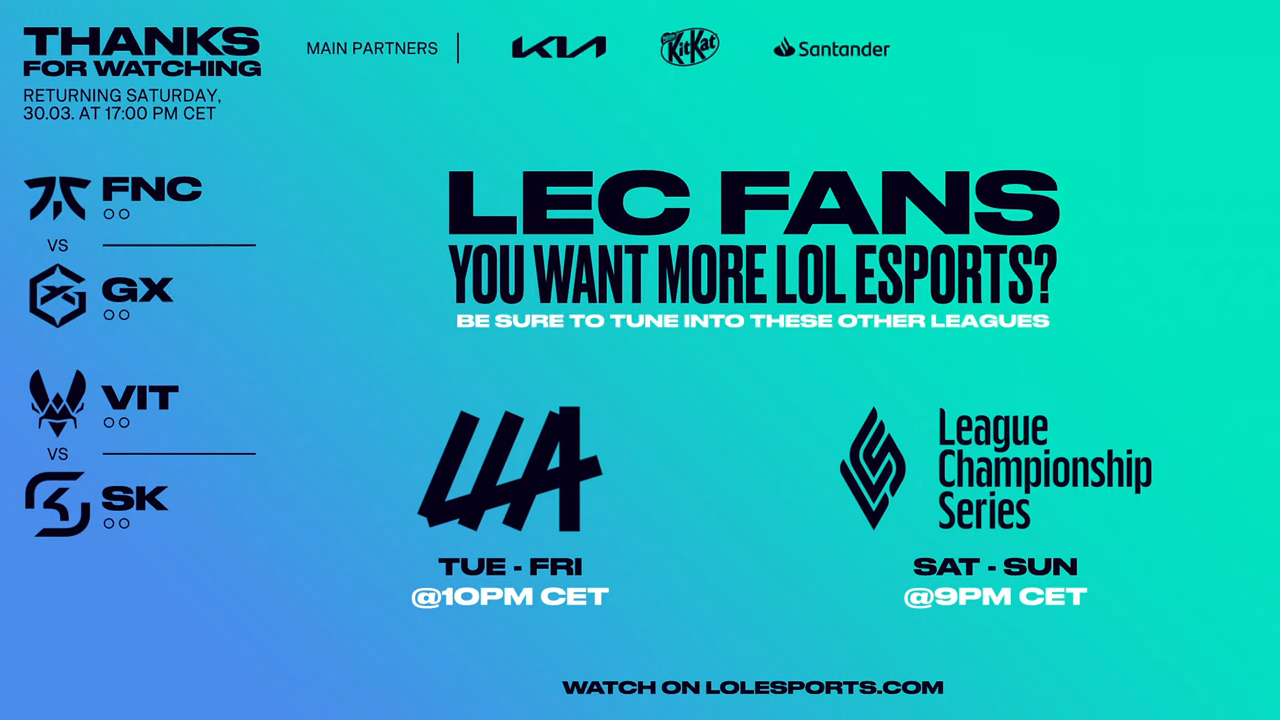 THANKS
FOR WATCHING
RETURNING SATURDAY,
30.03. AT 17:00 PM CET
MAIN PARTNERS
KIA
Nestlé
KitKat
Santander
FNC
VS
GX
VIT
VS
SK
LEC FANS
YOU WANT MORE LOL ESPORTS?
BE SURE TO TUNE INTO THESE OTHER LEAGUES
LLA
TUE - FRI
@10PM CET
League
Championship
Series
SAT - SUN
@9PM CET
WATCH ON LOLESPORTS.COM